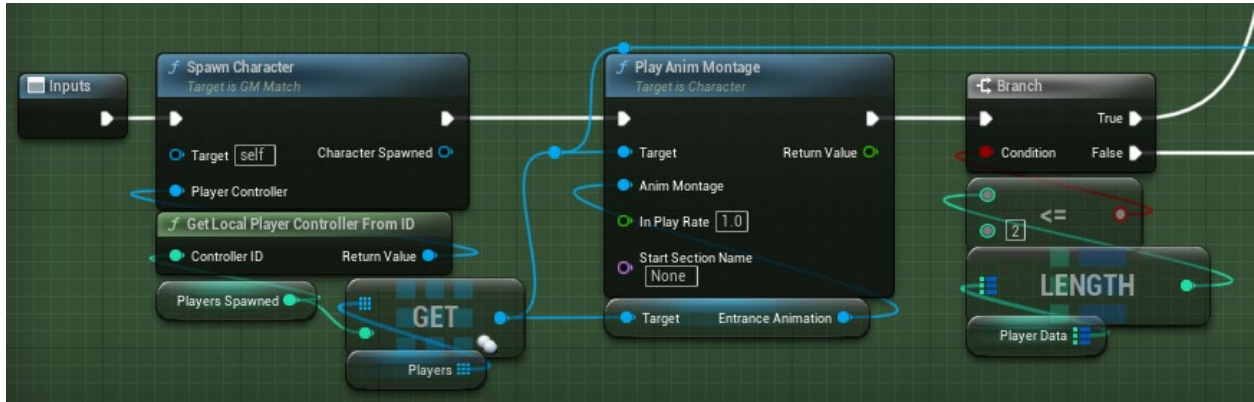 Inputs
Spawn Character
Target is GM Match
Target self
Character Spawned
Player Controller
Get Local Player Controller From ID
Controller ID
Return Value
Players Spawned
GET
Players
Play Anim Montage
Target is Character
Target
Return Value
Anim Montage
In Play Rate 1.0
Start Section Name
None
Target
Entrance Animation
Branch
True
Condition
False
<=
2
LENGTH
Player Data